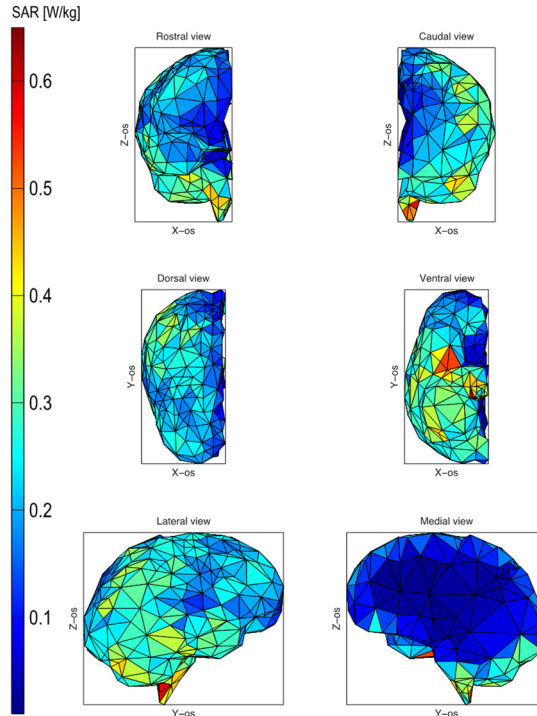 SAR [W/kg]
0.6
0.5
0.4
0.3
0.2
0.1
Rostral view
Z-os
X-os
Caudal view
Z-os
X-os
Dorsal view
Y-os
X-os
Ventral view
Y-os
X-os
Lateral view
Z-os
Y-os
Medial view
Z-os
Y-os